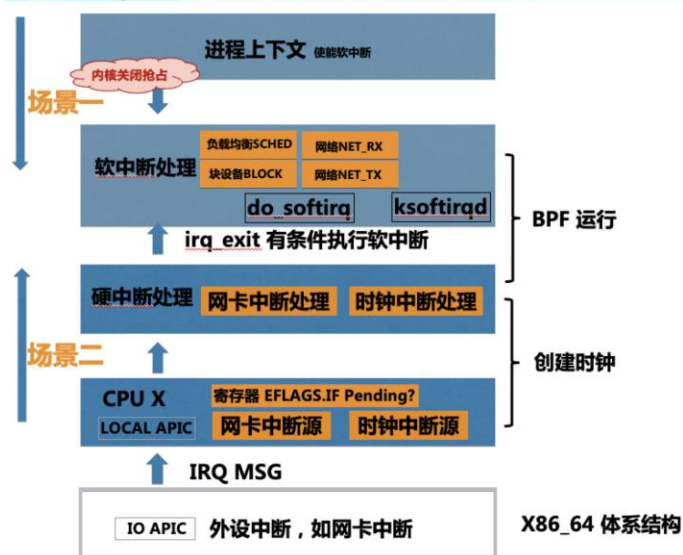 进程上下文 使能软中断
内核关闭抢占
场景一
负载均衡SCHED 网络NET_RX
软中断处理
块设备BLOCK 网络NET_TX
do_softirq ksoftirqd
BPF 运行
irq_exit 有条件执行软中断
硬中断处理 网卡中断处理 时钟中断处理
场景二
创建时钟
CPU X 寄存器 EFLAGS.IF Pending?
LOCAL APIC 网卡中断源 时钟中断源
IRQ MSG
IO APIC 外设中断，如网卡中断
X86_64 体系结构